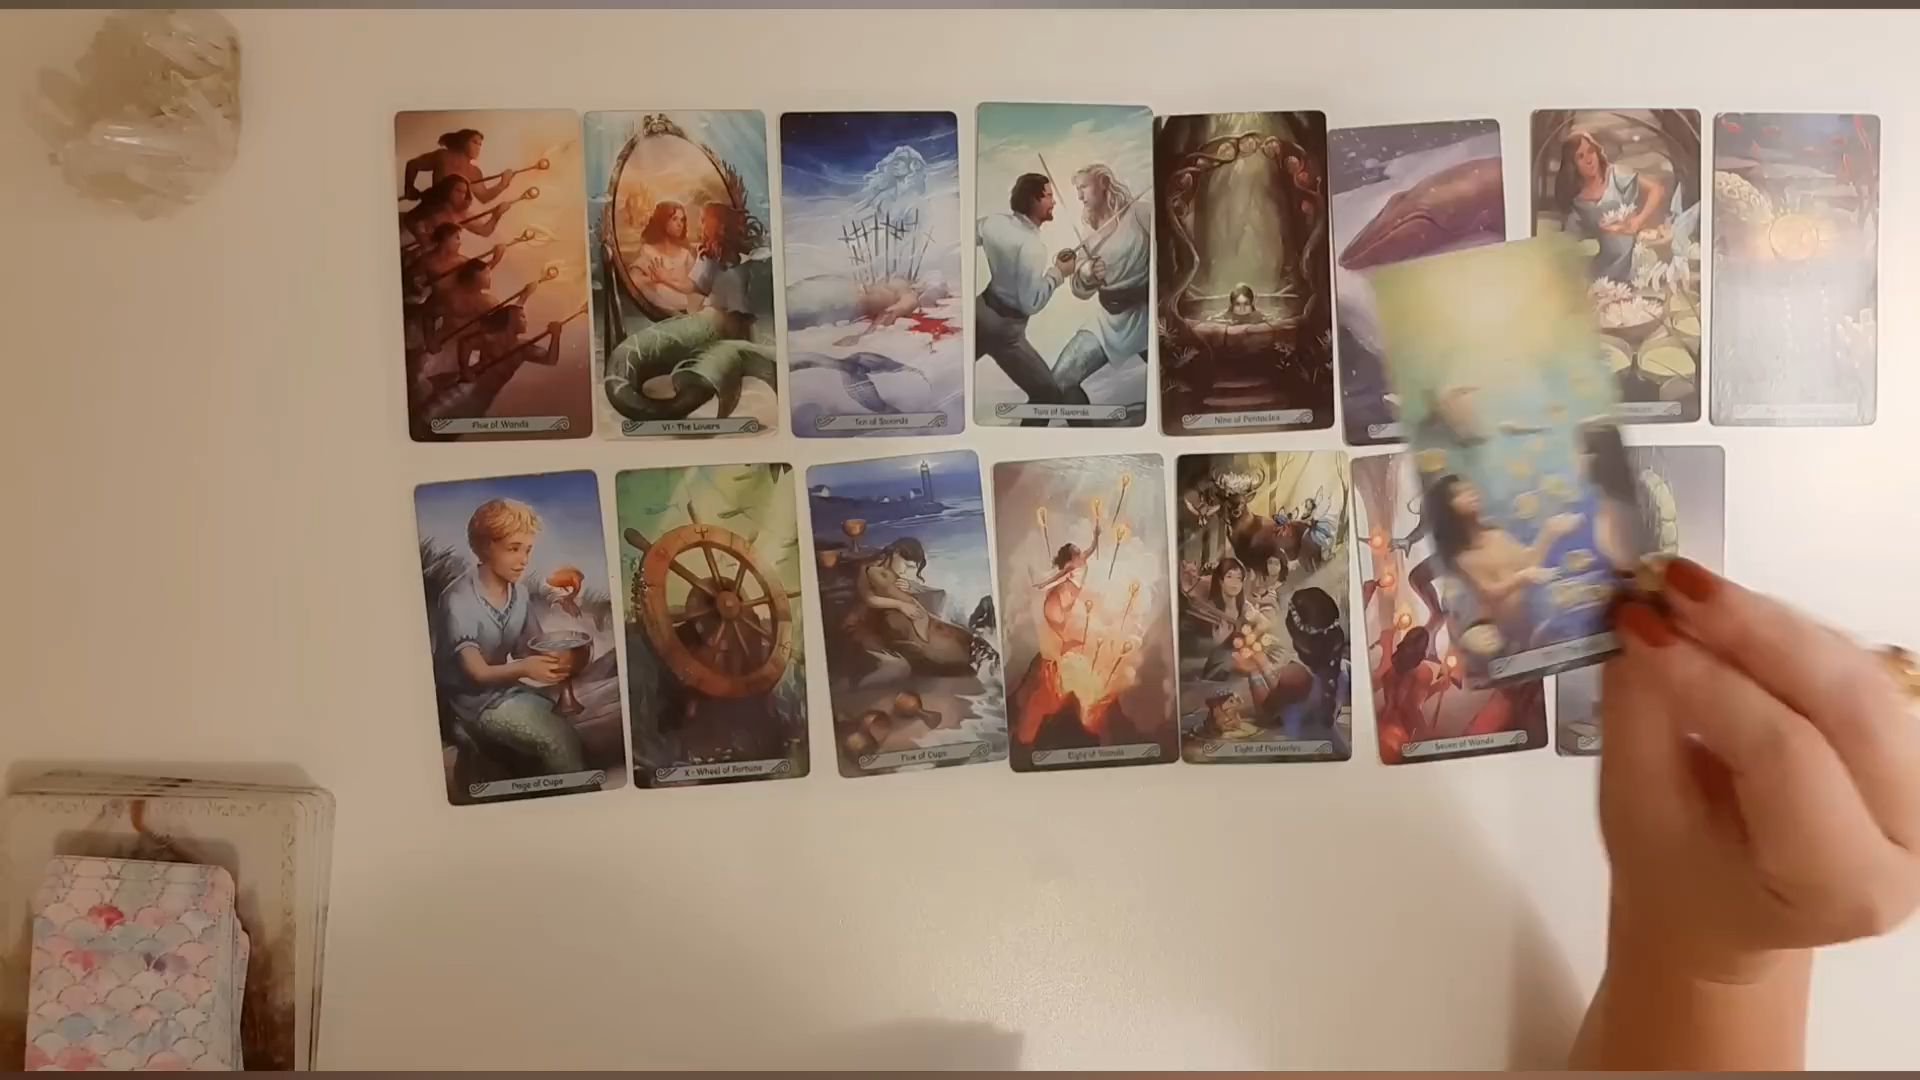 Five of Wands
VI • The Lovers
Ten of Swords
Two of Swords
Nine of Pentacles
Page of Cups
X • Wheel of Fortune
Five of Cups
Eight of Wands
Eight of Pentacles
Seven of Wands